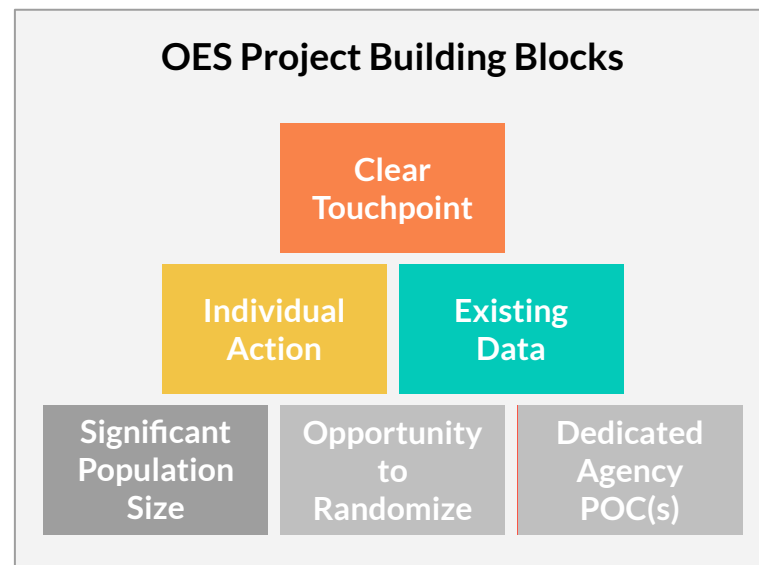 OES Project Building Blocks
Clear
Touchpoint
Individual
Action
Existing
Data
Significant
Population
Size
Opportunity
to
Randomize
Dedicated
Agency
POC(s)